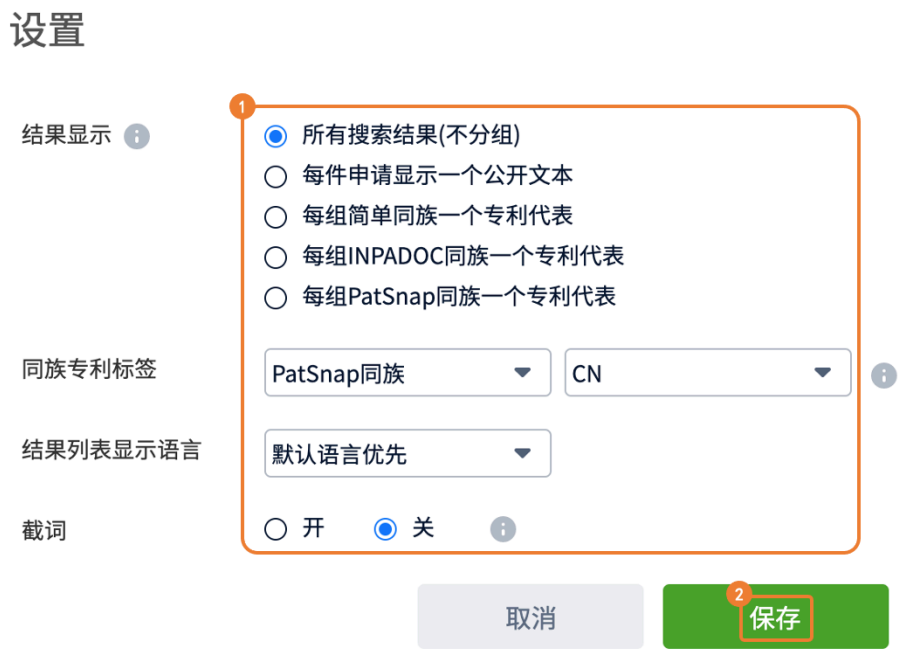 设置
1
结果显示
所有搜索结果(不分组)
每件申请显示一个公开文本
每组简单同族一个专利代表
每组INPADOC同族一个专利代表
每组PatSnap同族一个专利代表
同族专利标签 PatSnap同族 CN
结果列表显示语言 默认语言优先
截词 开 关
取消 2 保存